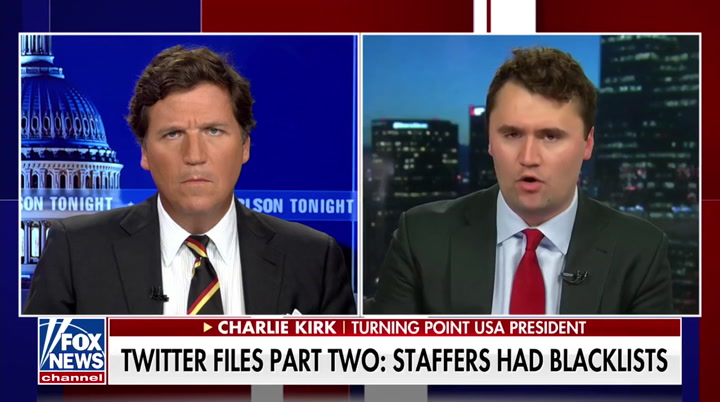 LSON TONIGHT
OLSON TONIGHT
CHARLIE KIRK | TURNING POINT USA PRESIDENT
FOX
NEWS
channel
TWITTER FILES PART TWO: STAFFERS HAD BLACKLISTS